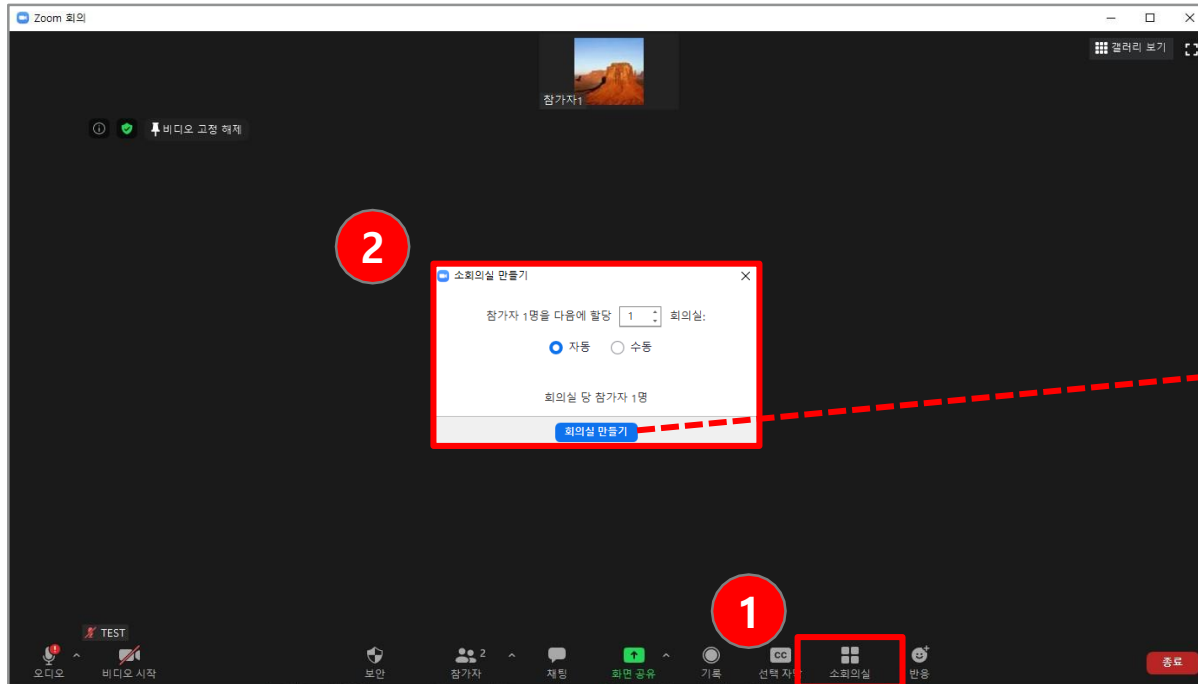 Zoom 회의
갤러리 보기
참가자1
비디오 고정 해제
2
소회의실 만들기
참가자 1명을 다음에 할당 1 회의실:
자동 수동
회의실 당 참가자 1명
회의실 만들기
1
TEST
오디오 비디오 시작 보안 참가자 2 채팅 화면 공유 기록 CC 선택 자막 소회의실 반응 종료